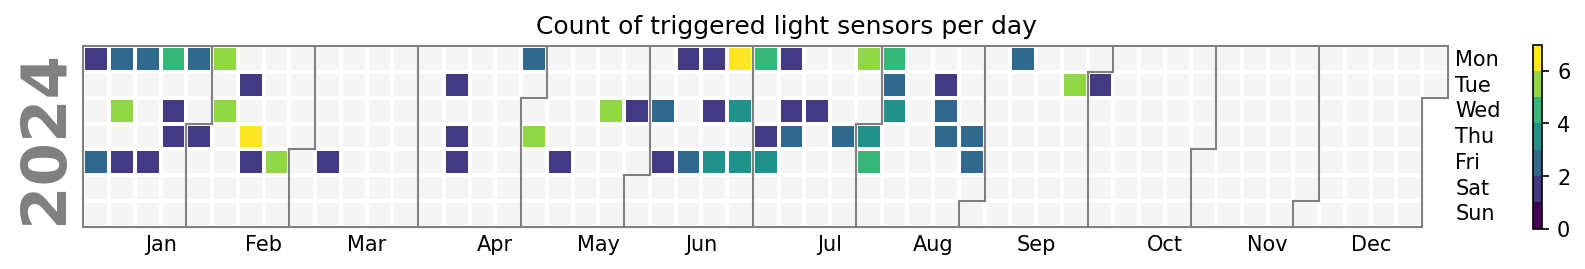 Count of triggered light sensors per day
2024
Mon
Tue
Wed
Thu
Fri
Sat
Sun
Jan Feb Mar Apr May Jun Jul Aug Sep Oct Nov Dec
6
4
2
0